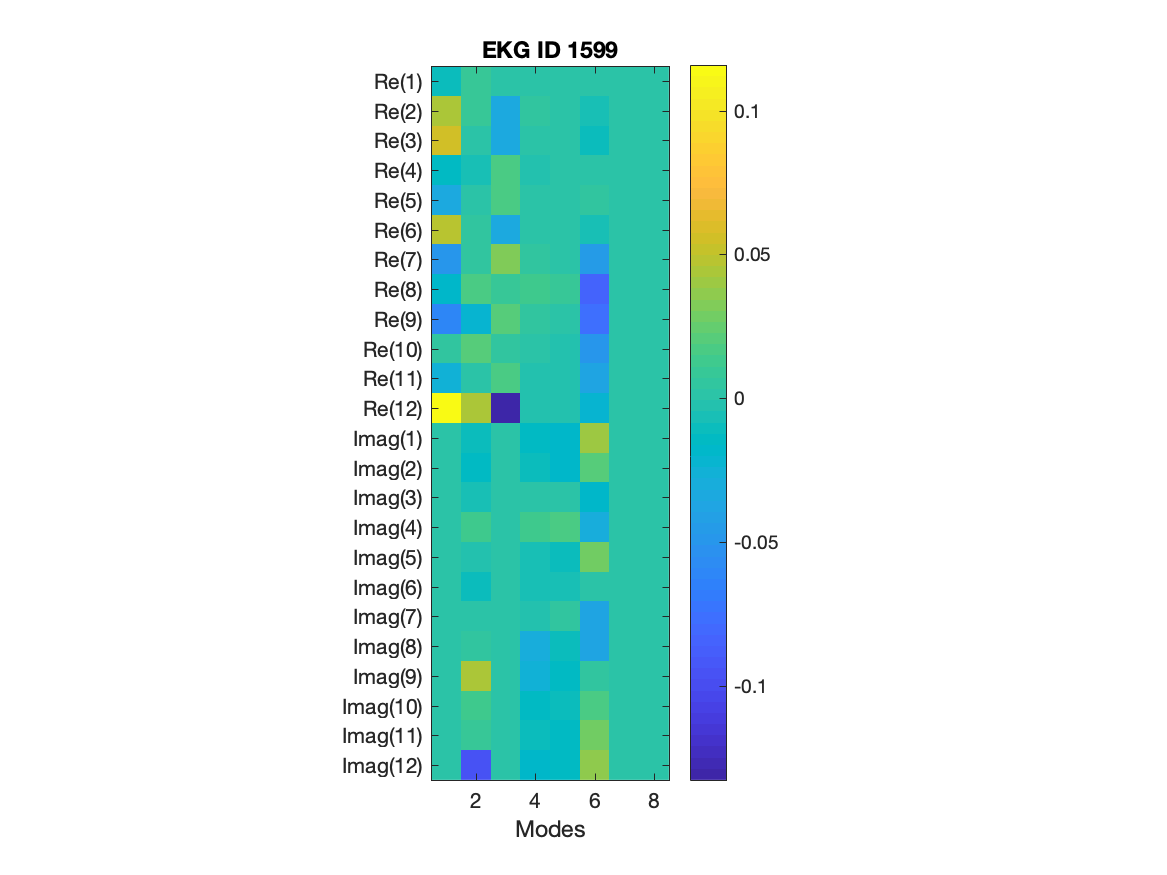 EKG ID 1599
Re(1)
Re(2)
Re(3)
Re(4)
Re(5)
Re(6)
Re(7)
Re(8)
Re(9)
Re(10)
Re(11)
Re(12)
Imag(1)
Imag(2)
Imag(3)
Imag(4)
Imag(5)
Imag(6)
Imag(7)
Imag(8)
Imag(9)
Imag(10)
Imag(11)
Imag(12)
2 4 6 8
Modes
0.1
0.05
0
-0.05
-0.1